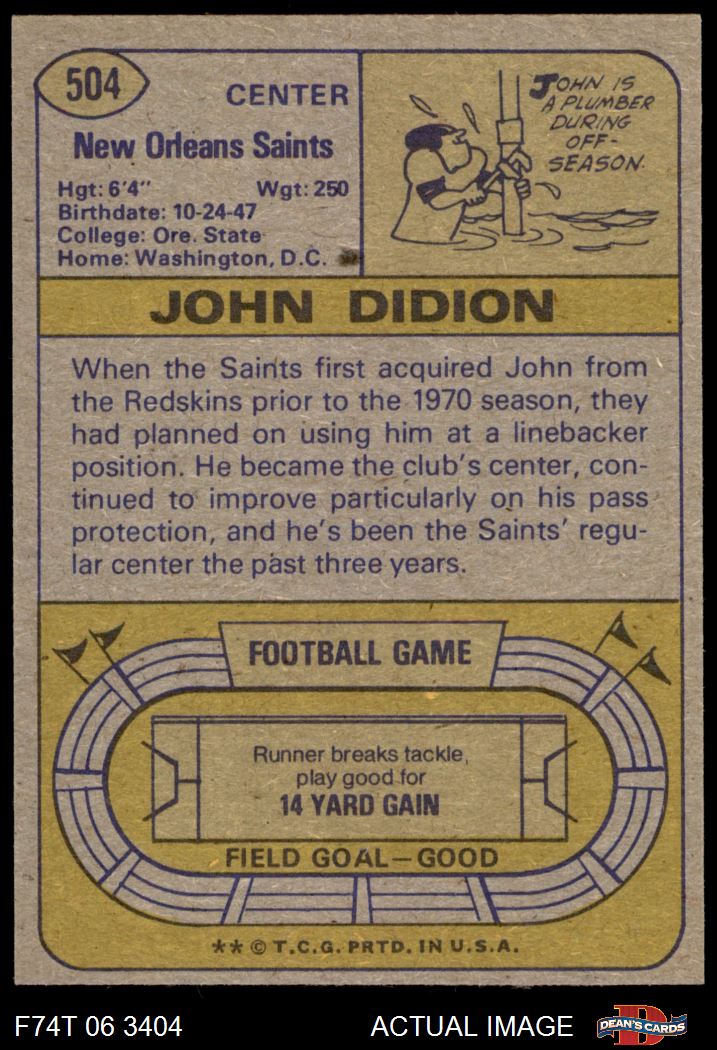 504
CENTER
New Orleans Saints
Hgt: 6'4" Wgt: 250
Birthdate: 10-24-47
College: Ore. State
Home: Washington, D.C.
JOHN IS
A PLUMBER
DURING
OFF-
SEASON.
JOHN DIDION
When the Saints first acquired John from
the Redskins prior to the 1970 season, they
had planned on using him at a linebacker
position. He became the club's center, con-
tinued to improve particularly on his pass
protection, and he's been the Saints' regu-
lar center the past three years.
FOOTBALL GAME
Runner breaks tackle,
play good for
14 YARD GAIN
FIELD GOAL—GOOD
** © T.C.G. PRTD. IN U.S.A.
F74T 06 3404 ACTUAL IMAGE
DEAN'S CARDS